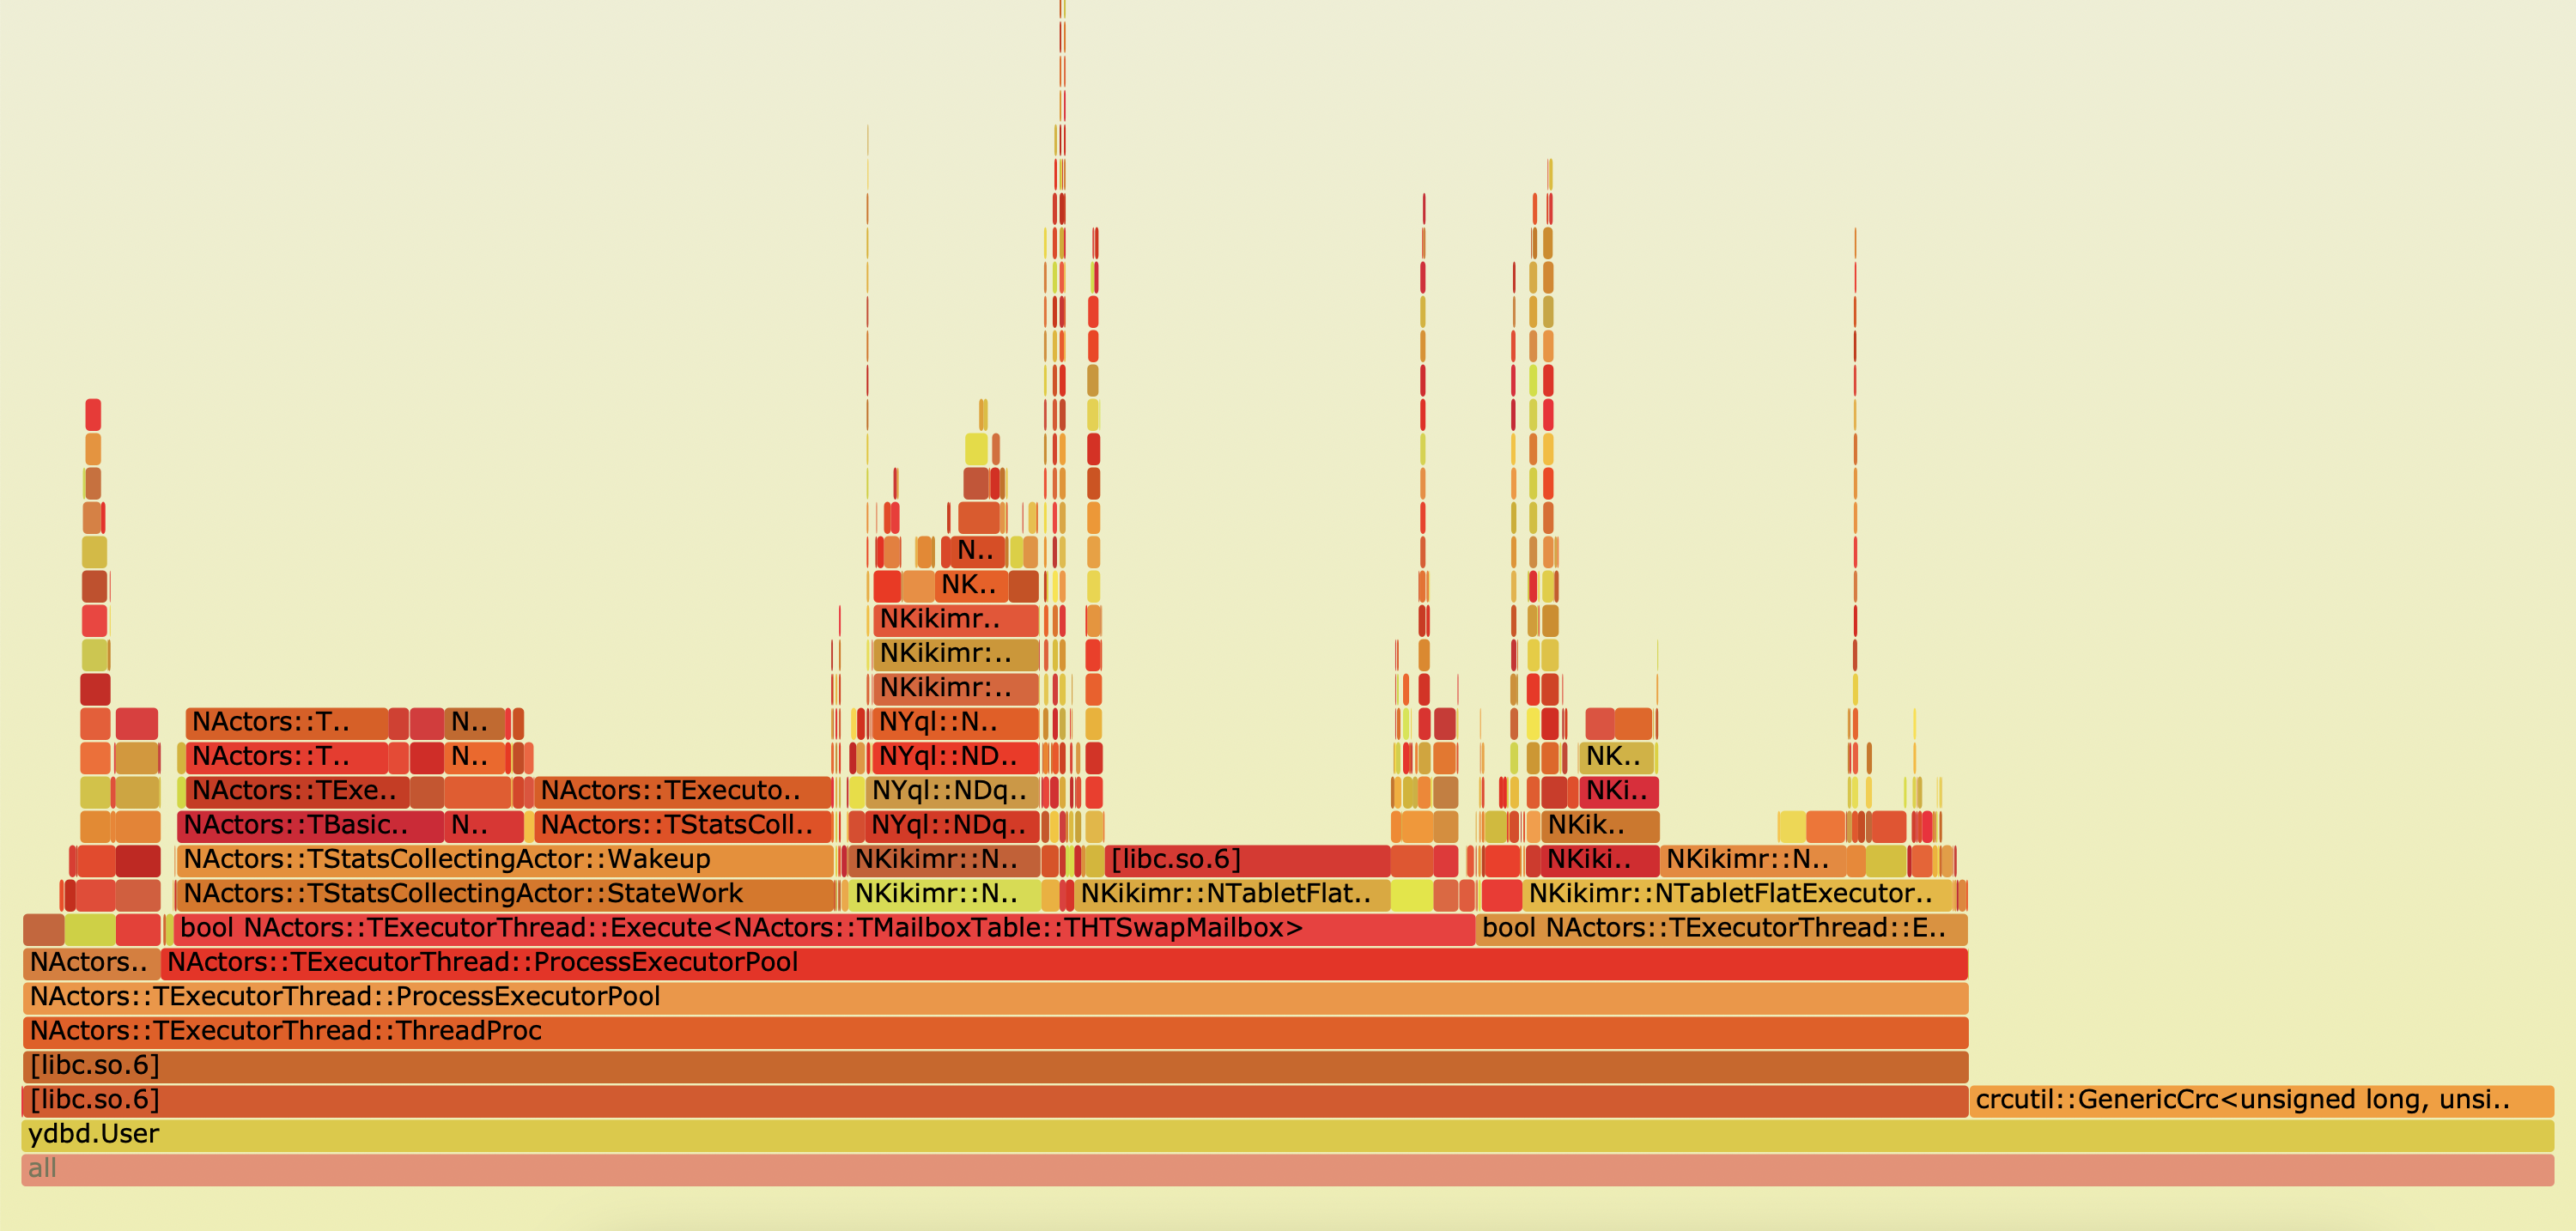 N..
NK..
NKikimr..
NKikimr:..
NKikimr:..
NActors::T.. N.. NYql::N..
NActors::T.. N.. NYql::ND.. NK..
NActors::TExe.. NActors::TExecuto.. NYql::NDq.. NKi..
NActors::TBasic.. N.. NActors::TStatsColl.. NYql::NDq.. NKik..
NActors::TStatsCollectingActor::Wakeup NKikimr::N.. [libc.so.6] NKiki.. NKikimr::N..
NActors::TStatsCollectingActor::StateWork NKikimr::N.. NKikimr::NTabletFlat.. NKikimr::NTabletFlatExecutor..
bool NActors::TExecutorThread::Execute<NActors::TMailboxTable::THTSwapMailbox> bool NActors::TExecutorThread::E..
NActors.. NActors::TExecutorThread::ProcessExecutorPool
NActors::TExecutorThread::ProcessExecutorPool
NActors::TExecutorThread::ThreadProc
[libc.so.6]
[libc.so.6] crcutil::GenericCrc<unsigned long, unsi..
ydbd.User
all